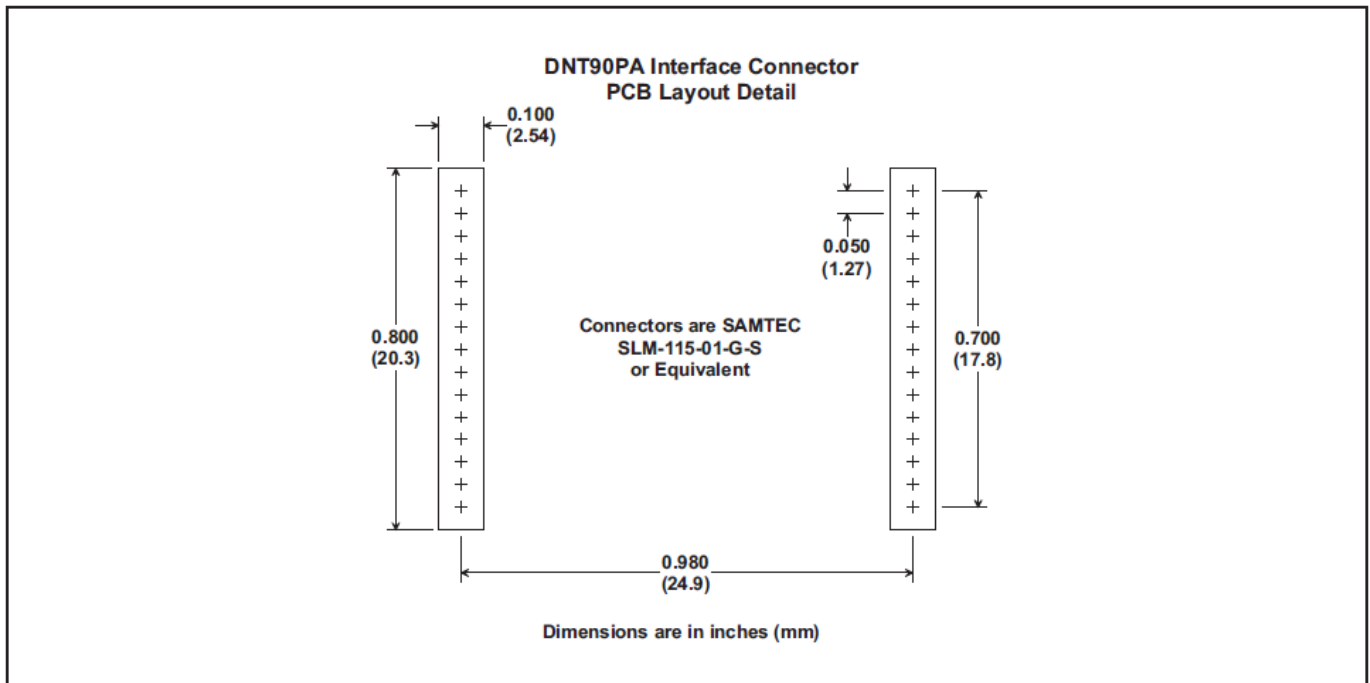 DNT90PA Interface Connector
PCB Layout Detail
0.100
(2.54)
0.050
(1.27)
0.800
(20.3)
Connectors are SAMTEC
SLM-115-01-G-S
or Equivalent
0.700
(17.8)
0.980
(24.9)
Dimensions are in inches (mm)